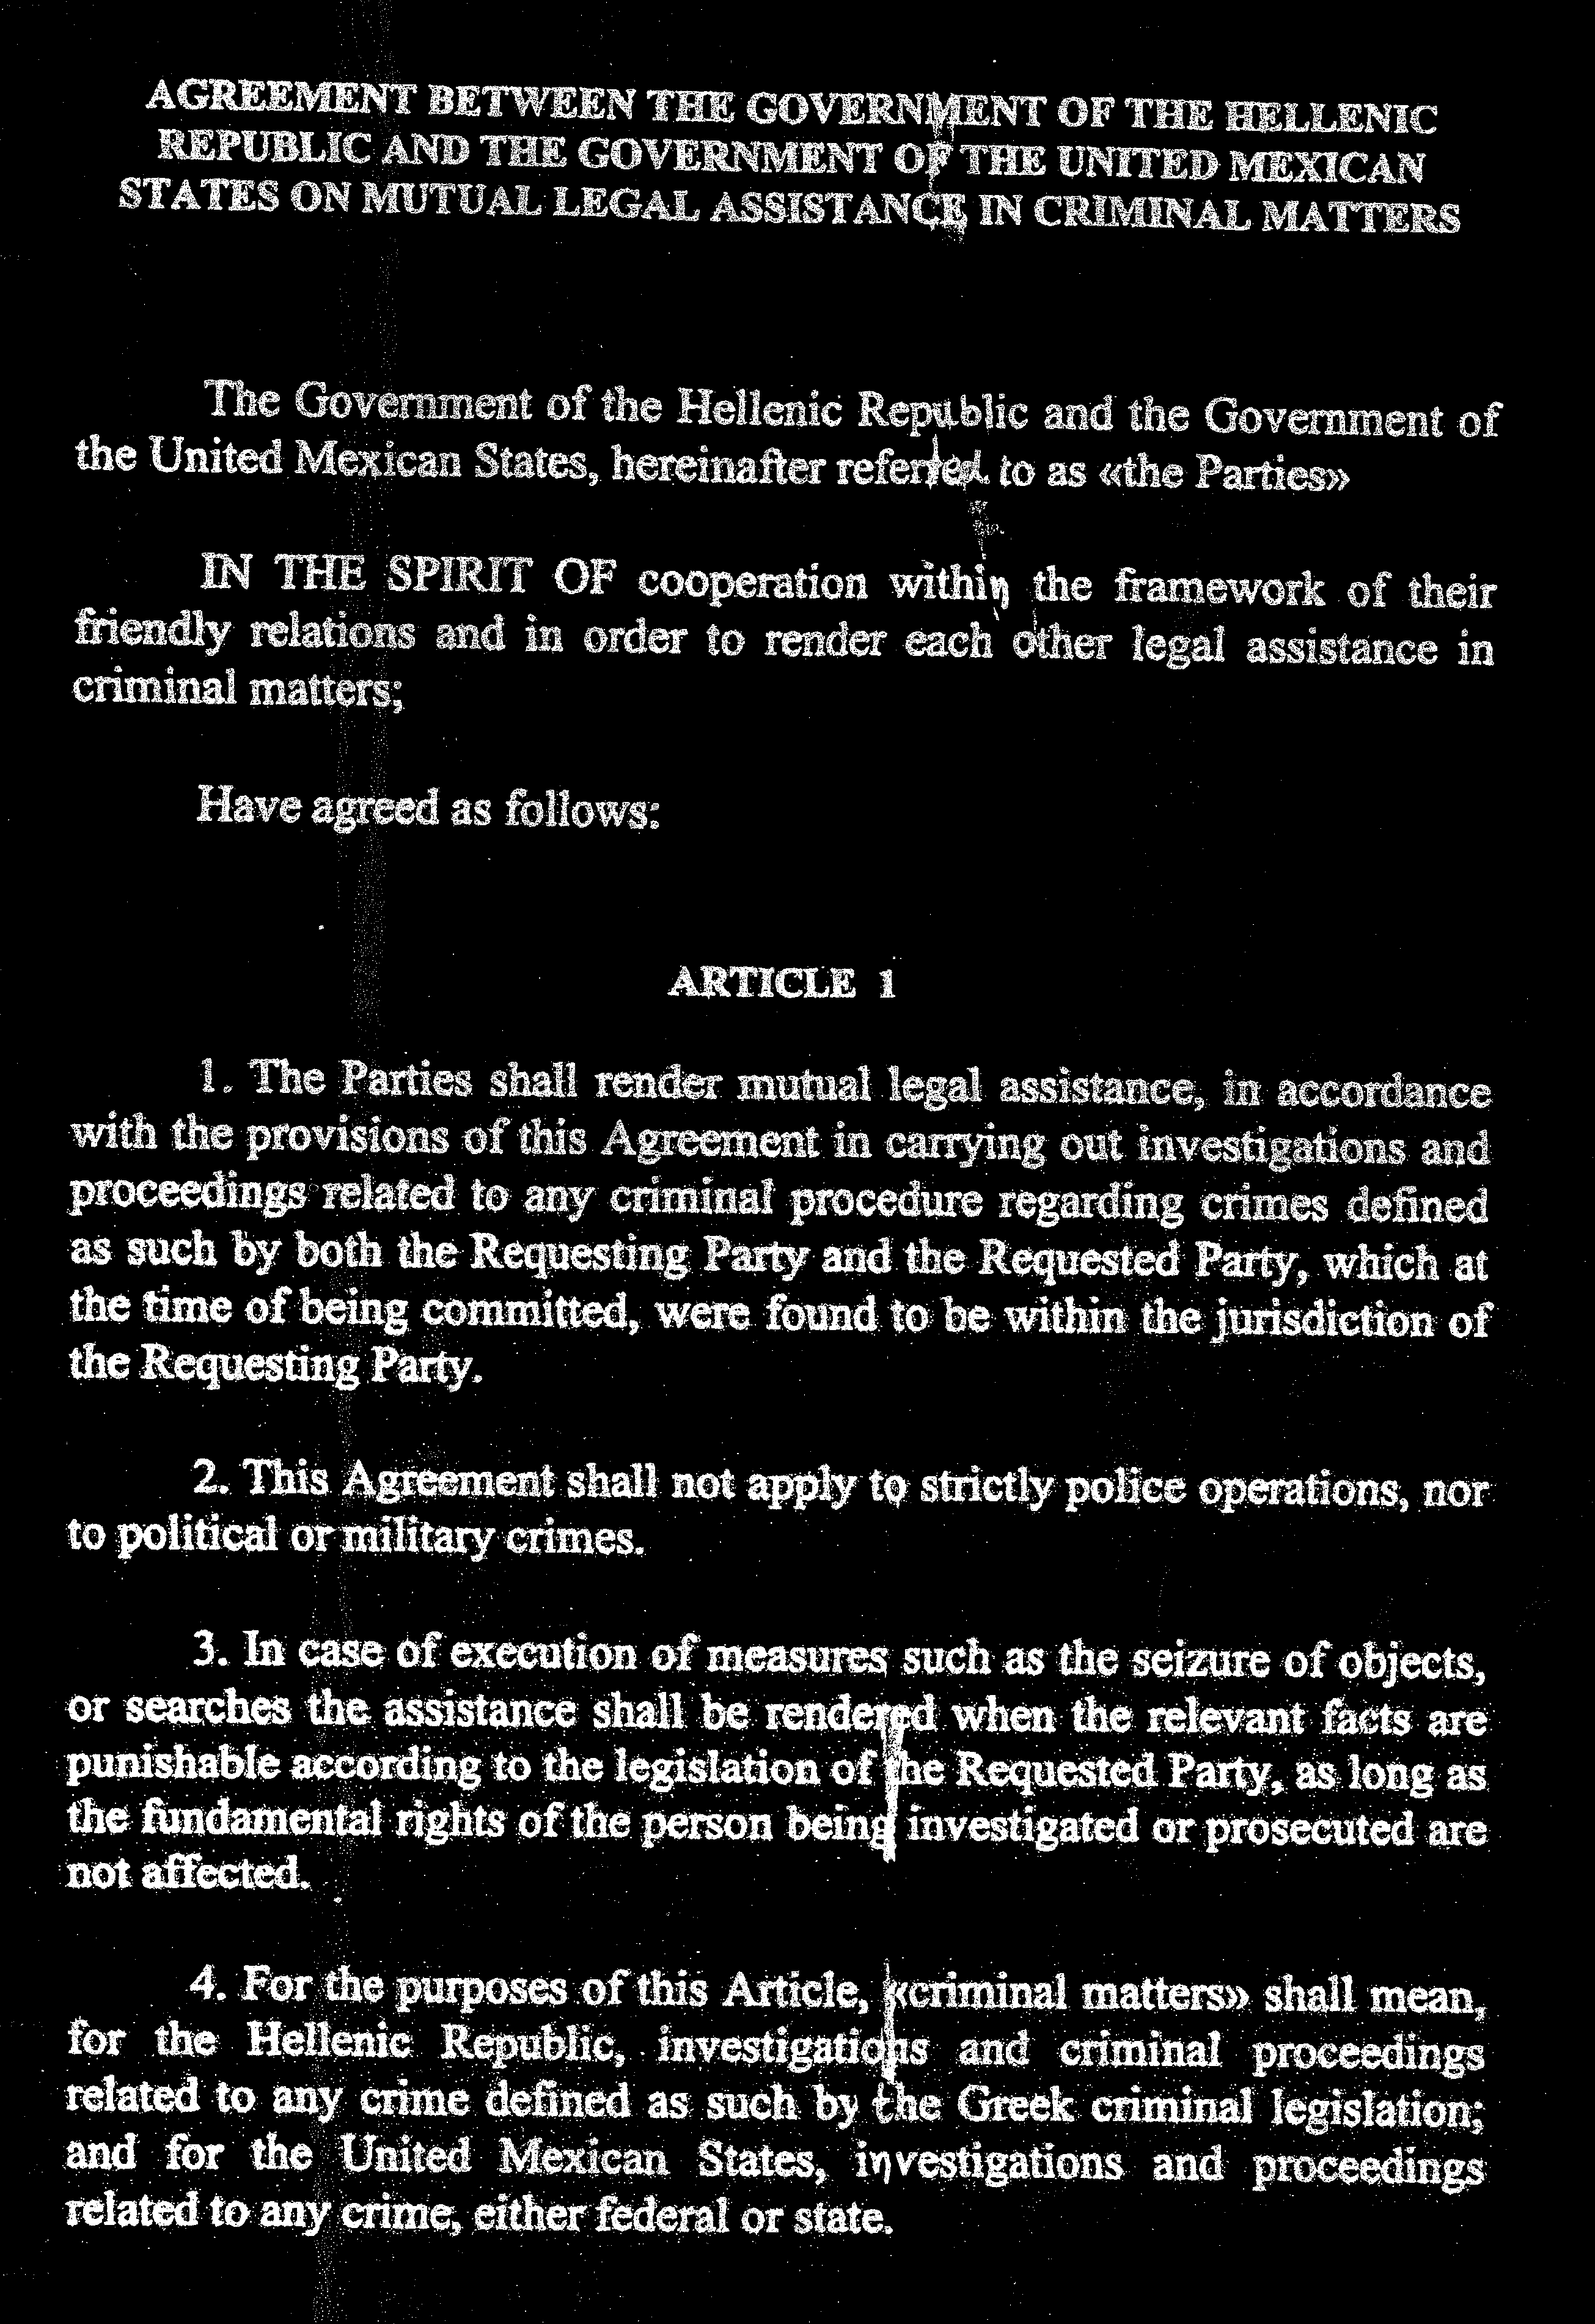 AGREEMENT BETWEEN THE GOVERNMENT OF THE HELLENIC
REPUBLIC AND THE GOVERNMENT OF THE UNITED MEXICAN
STATES ON MUTUAL LEGAL ASSISTANCE IN CRIMINAL MATTERS
The Government of the Hellenic Republic and the Government of
the United Mexican States, hereinafter referred to as «the Parties»
IN THE SPIRIT OF cooperation within the framework of their
friendly relations and in order to render each other legal assistance in
criminal matters;
Have agreed as follows:
ARTICLE 1
1. The Parties shall render mutual legal assistance, in accordance
with the provisions of this Agreement in carrying out investigations and
proceedings related to any criminal procedure regarding crimes defined
as such by both the Requesting Party and the Requested Party, which at
the time of being committed, were found to be within the jurisdiction of
the Requesting Party.
2. This Agreement shall not apply to strictly police operations, nor
to political or military crimes.
3. In case of execution of measures such as the seizure of objects,
or searches the assistance shall be rendered when the relevant facts are
punishable according to the legislation of the Requested Party, as long as
the fundamental rights of the person being investigated or prosecuted are
not affected.
4. For the purposes of this Article, «criminal matters» shall mean,
for the Hellenic Republic, investigations and criminal proceedings
related to any crime defined as such by the Greek criminal legislation;
and for the United Mexican States, investigations and proceedings
related to any crime, either federal or state.